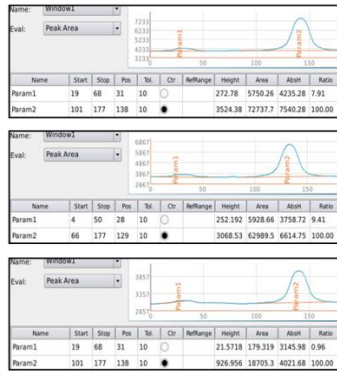 Name: Window1
Eval: Peak Area
7233
6233
5233
4233
3233
Param1
Param2
0 50 100 150
Name Start Stop Pos Tol. Ctr RefRange Height Area AbsH Ratio
Param1 19 68 31 10 272.78 5750.26 4235.28 7.91
Param2 101 177 138 10 3524.38 72737.7 7540.28 100.00
Name: Window1
Eval: Peak Area
6867
5867
4867
3867
2867
Param1
Param2
0 50 100 150
Name Start Stop Pos Tol. Ctr RefRange Height Area AbsH Ratio
Param1 4 50 28 10 252.192 5928.66 3758.72 9.41
Param2 66 177 129 10 3068.53 62989.5 6614.75 100.00
Name: Window1
Eval: Peak Area
3857
3357
2857
Param1
Param2
0 50 100 150
Name Start Stop Pos Tol. Ctr RefRange Height Area AbsH Ratio
Param1 19 68 31 10 21.5718 179.319 3145.98 0.96
Param2 101 177 138 10 926.956 18705.3 4021.68 100.00